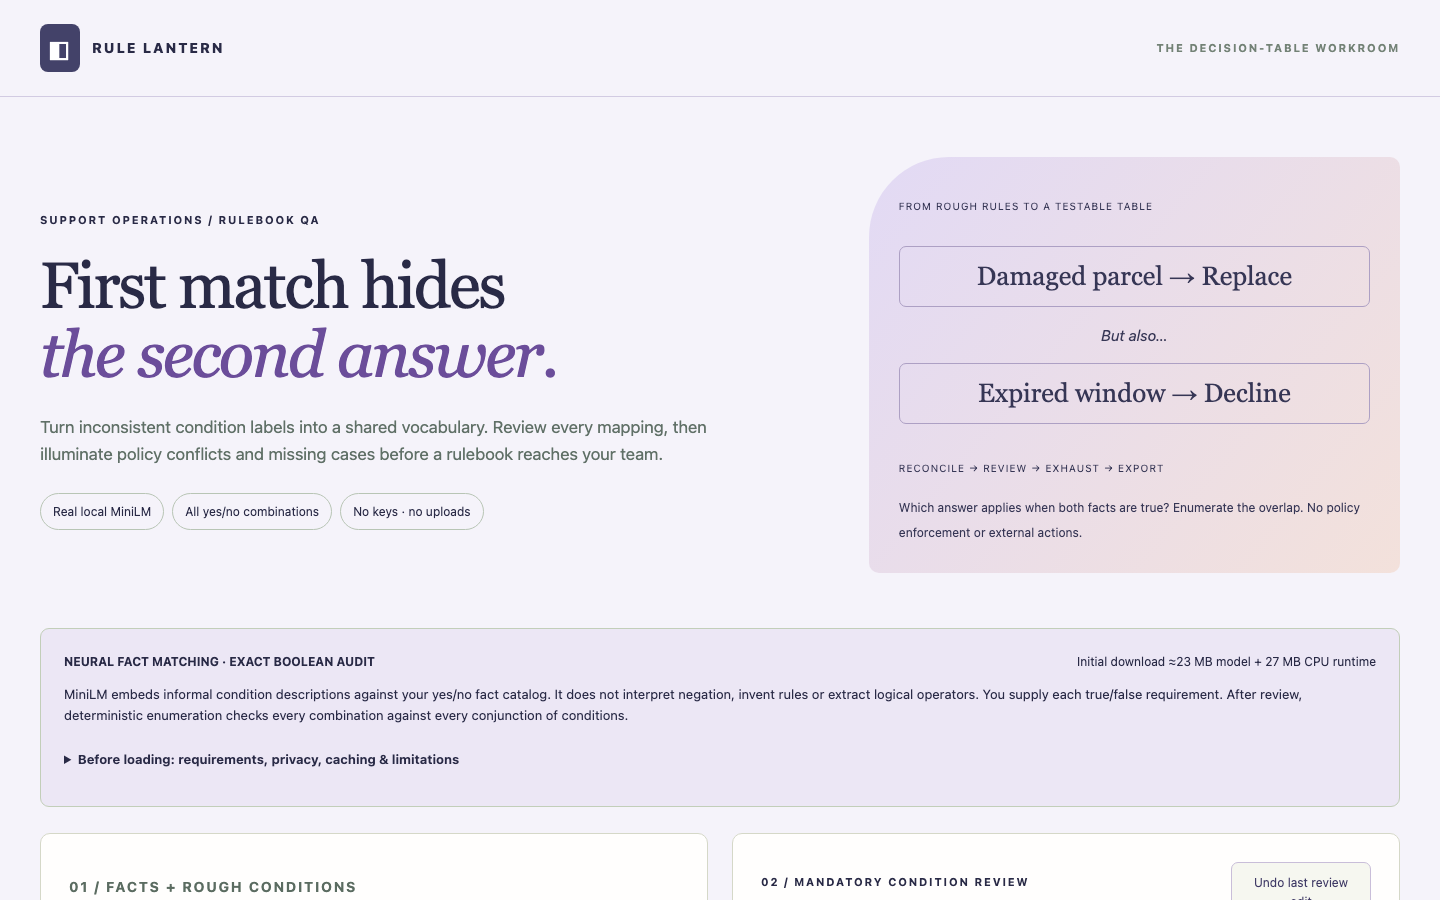 RULE LANTERN
THE DECISION-TABLE WORKROOM
SUPPORT OPERATIONS / RULEBOOK QA
First match hides
the second answer.
Turn inconsistent condition labels into a shared vocabulary. Review every mapping, then
illuminate policy conflicts and missing cases before a rulebook reaches your team.
Real local MiniLM
All yes/no combinations
No keys · no uploads
FROM ROUGH RULES TO A TESTABLE TABLE
Damaged parcel → Replace
But also...
Expired window → Decline
RECONCILE → REVIEW → EXHAUST → EXPORT
Which answer applies when both facts are true? Enumerate the overlap. No policy
enforcement or external actions.
NEURAL FACT MATCHING · EXACT BOOLEAN AUDIT
Initial download ≈23 MB model + 27 MB CPU runtime
MiniLM embeds informal condition descriptions against your yes/no fact catalog. It does not interpret negation, invent rules or extract logical operators. You supply each true/false requirement. After review,
deterministic enumeration checks every combination against every conjunction of conditions.
Before loading: requirements, privacy, caching & limitations
01 / FACTS + ROUGH CONDITIONS
02 / MANDATORY CONDITION REVIEW
Undo last review
edit